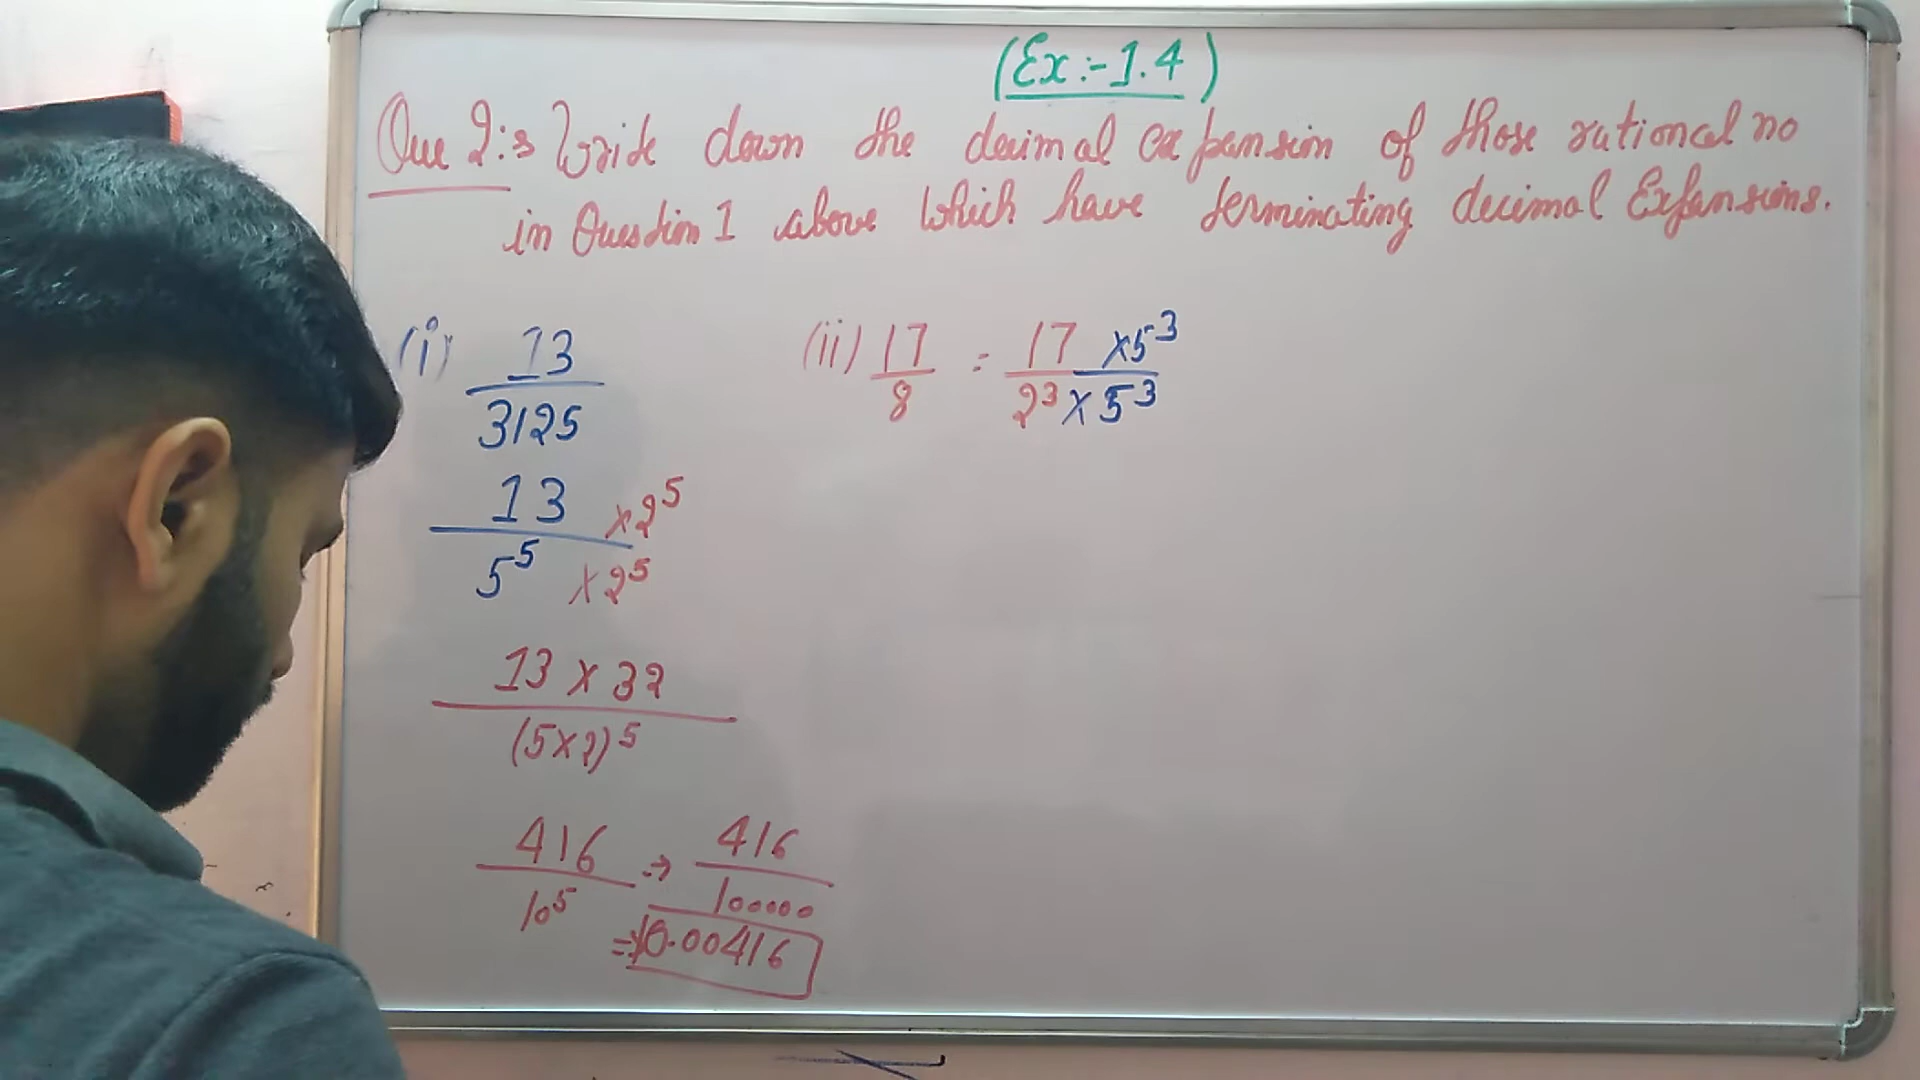 (Ex:-1.4)
Que 2:s Write down the decimal expansion of those rational no
in Question 1 above which have terminating decimal Expansions.
(i) 13
3125
13 ×2⁵
5⁵ ×2⁵
13 × 32
(5×2)⁵
416
10⁵
⇒ 416
100000
⇒ 0.00416
(ii) 17 = 17 ×5³
8 2³ ×5³